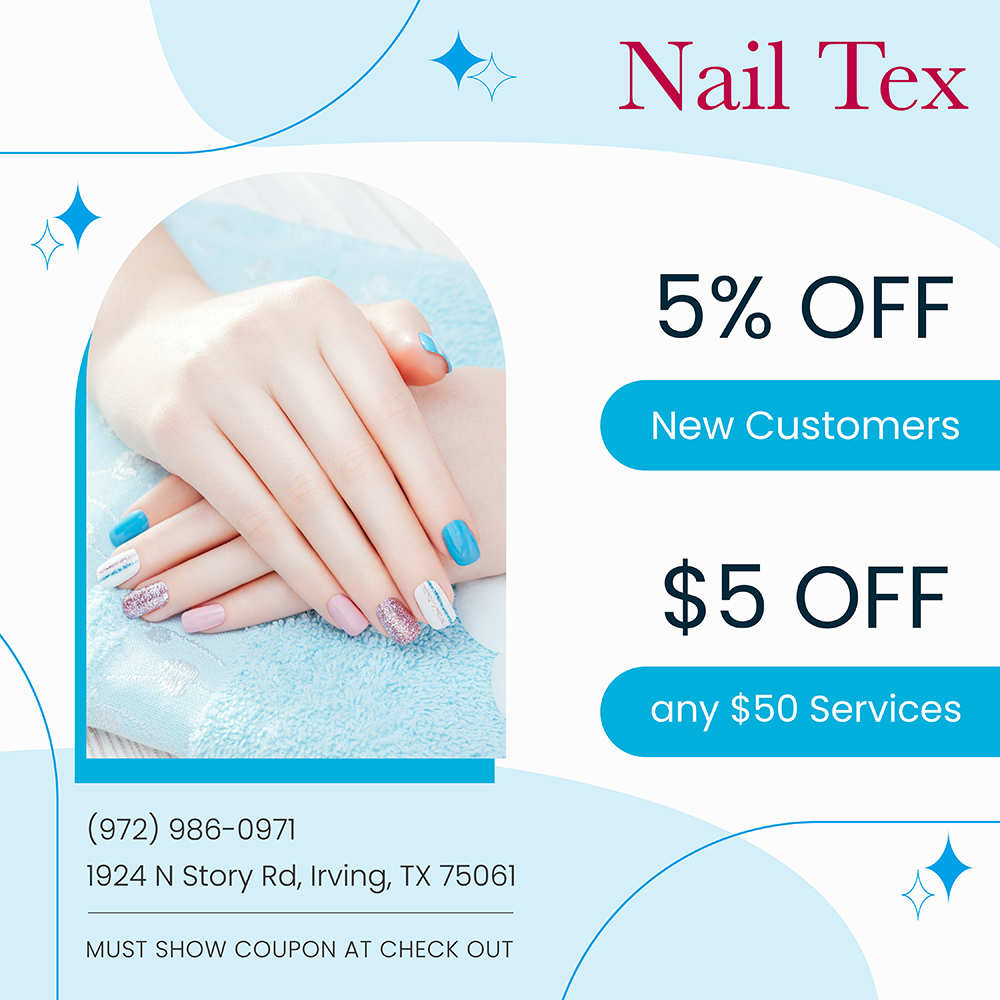 Nail Tex
5% OFF
New Customers
$5 OFF
any $50 Services
(972) 986-0971
1924 N Story Rd, Irving, TX 75061
MUST SHOW COUPON AT CHECK OUT